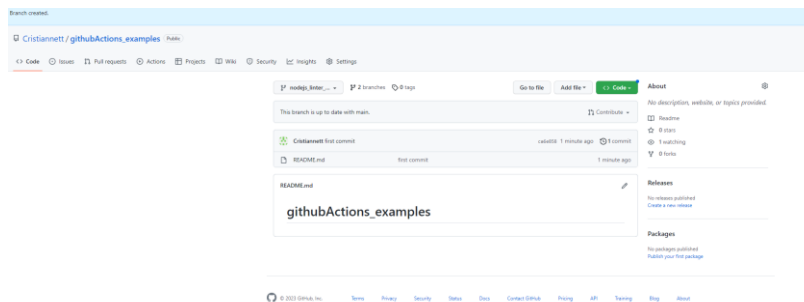 Branch created.
Cristiannett / githubActions_examples Public
Code Issues Pull requests Actions Projects Wiki Security Insights Settings
nodejs_linter_... 2 branches 0 tags Go to file Add file Code
This branch is up to date with main. Contribute
Cristiannett first commit 1 minute ago 1 commit
README.md first commit 1 minute ago
README.md
githubActions_examples
About
No description, website, or topics provided.
Readme
0 stars
1 watching
0 forks
Releases
No releases published
Create a new release
Packages
No packages published
Publish your first package
© 2023 GitHub, Inc. Terms Privacy Security Status Docs Contact GitHub Pricing API Training Blog About